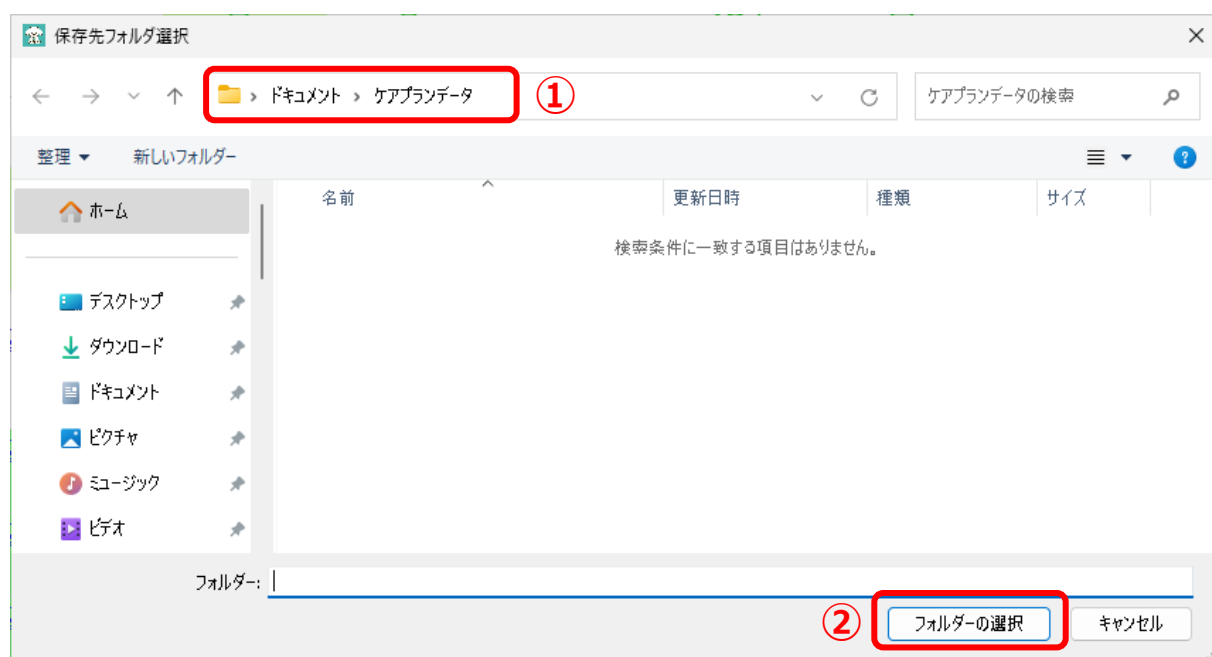 保存先フォルダ選択
ドキュメント › ケアプランデータ ① ケアプランデータの検索
整理 新しいフォルダー
名前 更新日時 種類 サイズ
ホーム
検索条件に一致する項目はありません。
デスクトップ
ダウンロード
ドキュメント
ピクチャ
ミュージック
ビデオ
フォルダー:
② フォルダーの選択 キャンセル